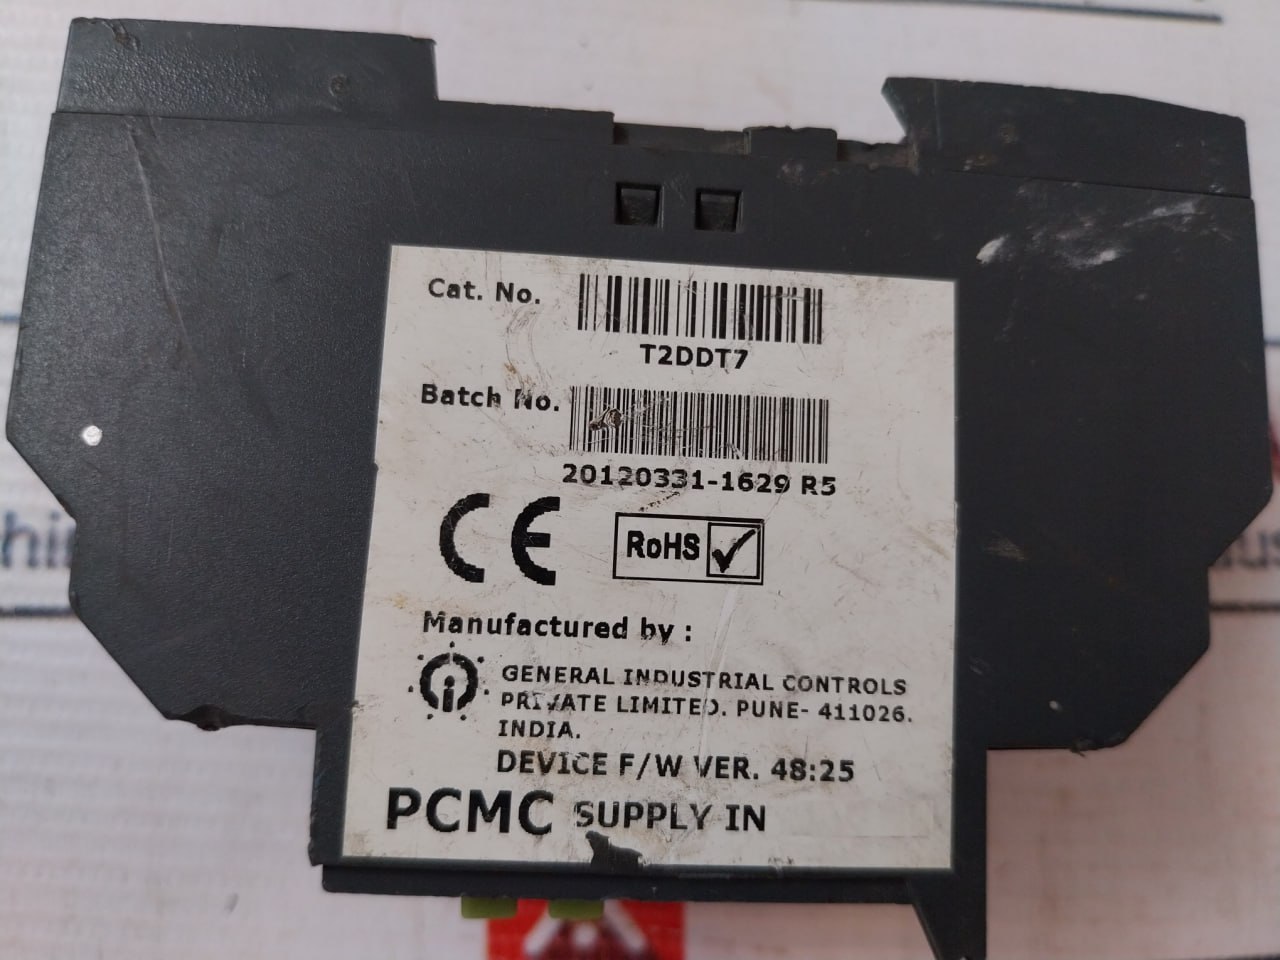 Cat. No.
T2DDT7
Batch No.
20120331-1629 R5
CE
RoHS
Manufactured by :
GENERAL INDUSTRIAL CONTROLS
PRIVATE LIMITED. PUNE- 411026.
INDIA.
DEVICE F/W VER. 48:25
PCMC SUPPLY IN